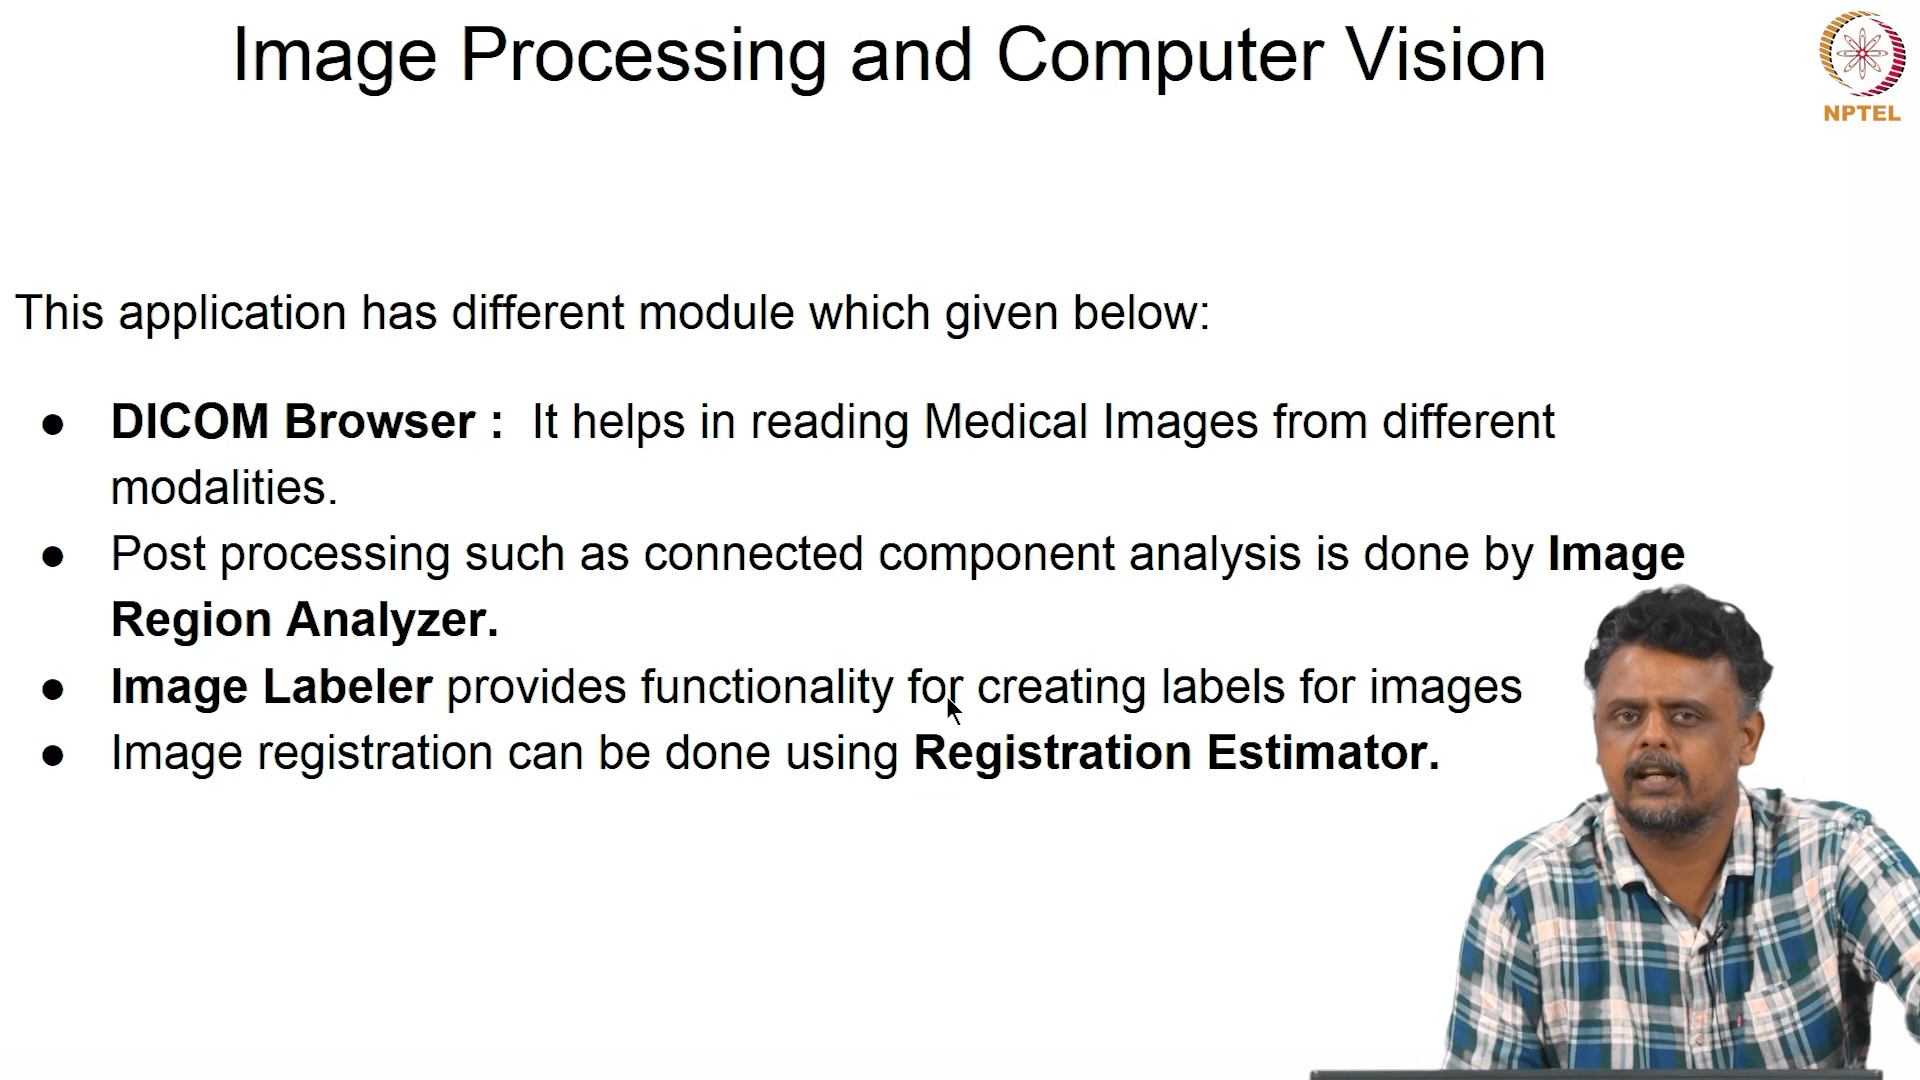 Image Processing and Computer Vision
NPTEL
This application has different module which given below:
● DICOM Browser : It helps in reading Medical Images from different
modalities.
● Post processing such as connected component analysis is done by Image
Region Analyzer.
● Image Labeler provides functionality for creating labels for images
● Image registration can be done using Registration Estimator.